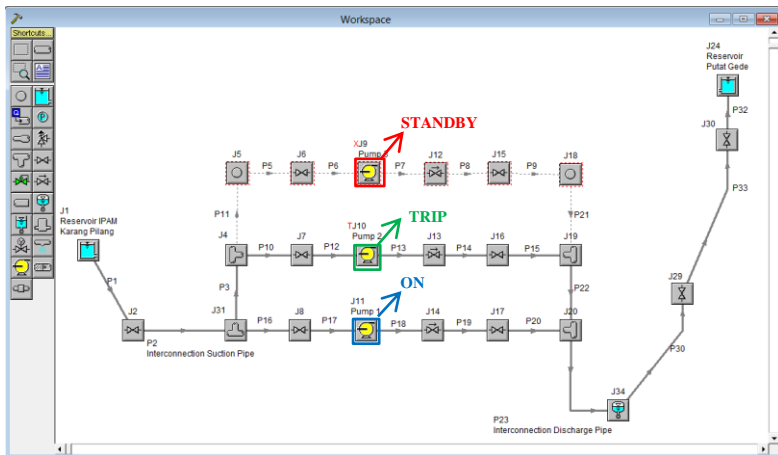 Workspace
Shortcuts...
J24
Reservoir
Putat Gede
P32
J30
STANDBY
XJ9
Pump 3
J5
P5
J6
P6
P7
J12
P8
J15
P9
J18
P33
P11
P21
J1
Reservoir IPAM
Karang Pilang
TRIP
TJ10
Pump 2
J4
P10
J7
P12
P13
J13
P14
J16
P15
J19
P1
P3
ON
P22
J29
J11
Pump 1
J2
J31
P16
J8
P17
P18
J14
P19
J17
P20
J20
P2
Interconnection Suction Pipe
P30
J34
P23
Interconnection Discharge Pipe